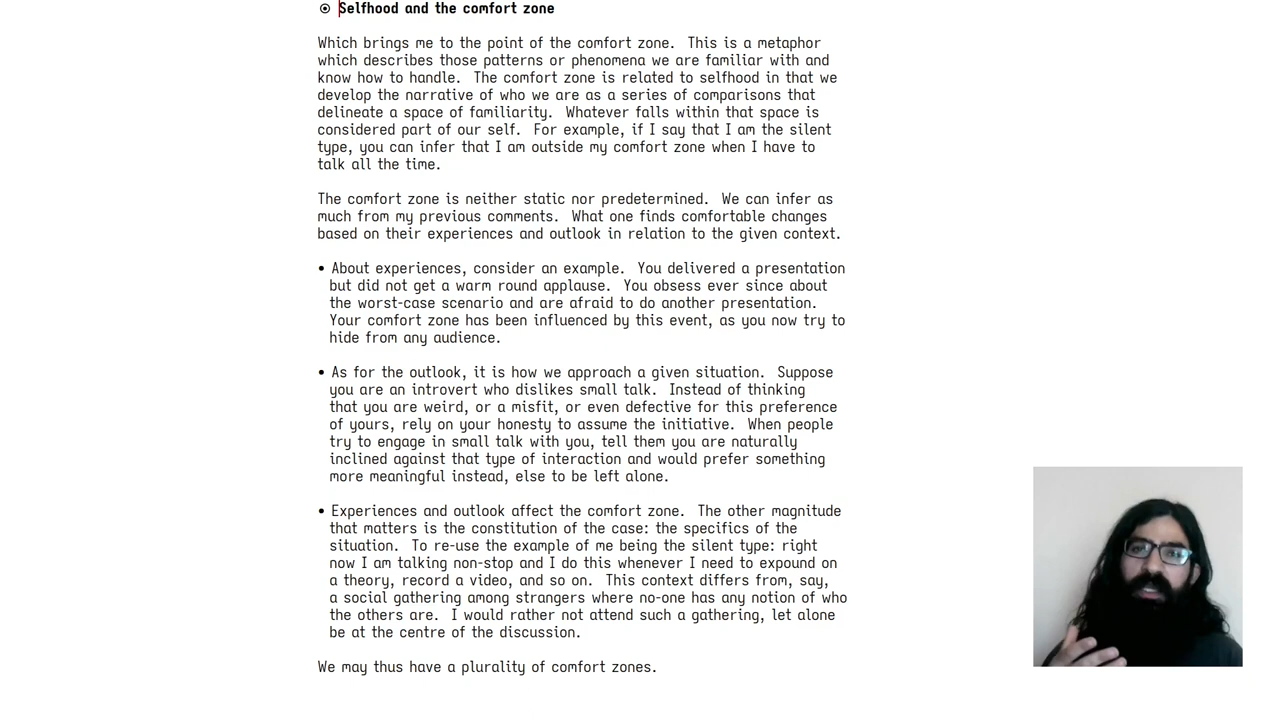 ⦿ Selfhood and the comfort zone
Which brings me to the point of the comfort zone.  This is a metaphor
which describes those patterns or phenomena we are familiar with and
know how to handle.  The comfort zone is related to selfhood in that we
develop the narrative of who we are as a series of comparisons that
delineate a space of familiarity.  Whatever falls within that space is
considered part of our self.  For example, if I say that I am the silent
type, you can infer that I am outside my comfort zone when I have to
talk all the time.
The comfort zone is neither static nor predetermined.  We can infer as
much from my previous comments.  What one finds comfortable changes
based on their experiences and outlook in relation to the given context.
• About experiences, consider an example.  You delivered a presentation
but did not get a warm round applause.  You obsess ever since about
the worst-case scenario and are afraid to do another presentation.
Your comfort zone has been influenced by this event, as you now try to
hide from any audience.
• As for the outlook, it is how we approach a given situation.  Suppose
you are an introvert who dislikes small talk.  Instead of thinking
that you are weird, or a misfit, or even defective for this preference
of yours, rely on your honesty to assume the initiative.  When people
try to engage in small talk with you, tell them you are naturally
inclined against that type of interaction and would prefer something
more meaningful instead, else to be left alone.
• Experiences and outlook affect the comfort zone.  The other magnitude
that matters is the constitution of the case: the specifics of the
situation.  To re-use the example of me being the silent type: right
now I am talking non-stop and I do this whenever I need to expound on
a theory, record a video, and so on.  This context differs from, say,
a social gathering among strangers where no-one has any notion of who
the others are.  I would rather not attend such a gathering, let alone
be at the centre of the discussion.
We may thus have a plurality of comfort zones.